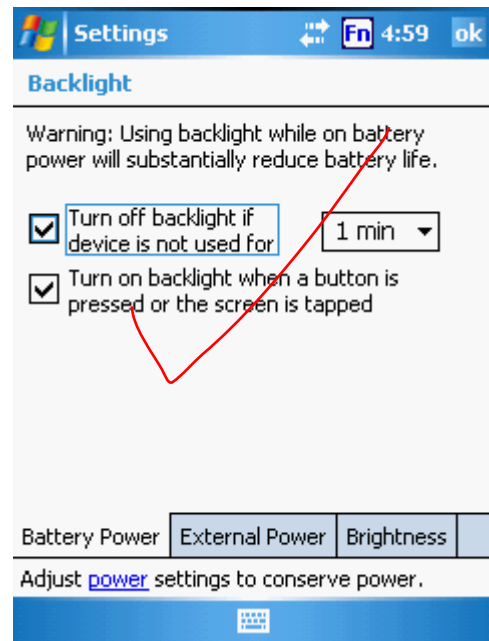 Settings Fn 4:59 ok
Backlight
Warning: Using backlight while on battery
power will substantially reduce battery life.
Turn off backlight if
device is not used for 1 min
Turn on backlight when a button is
pressed or the screen is tapped
Battery Power External Power Brightness
Adjust power settings to conserve power.